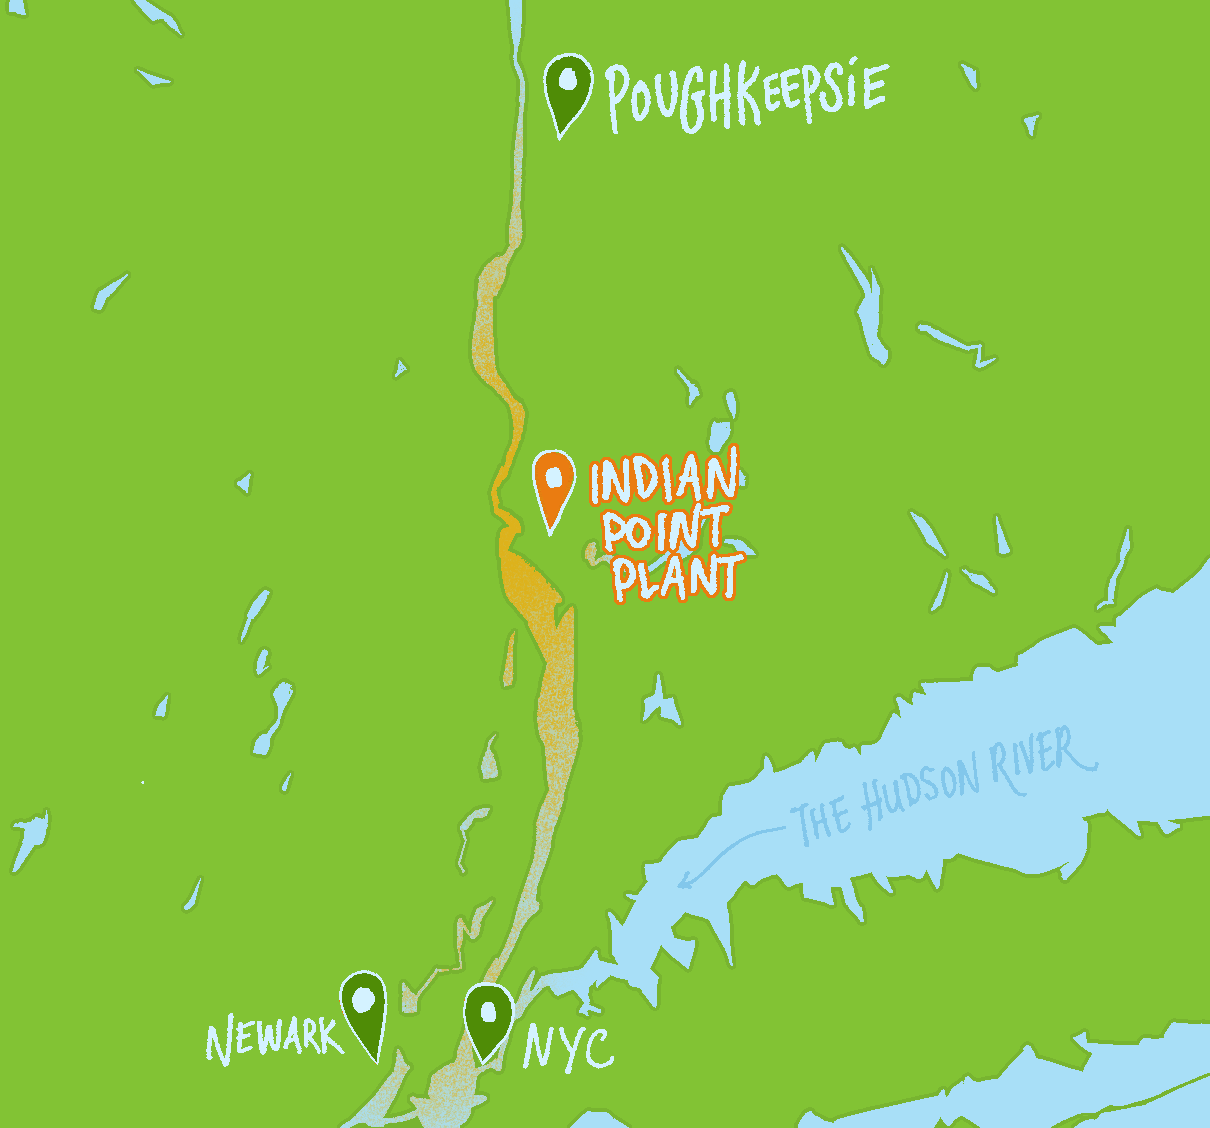 POUGHKEEPSiE
INDIAN
POINT
PLANT
THE HUDSON RIVER
NEWARK
NYC